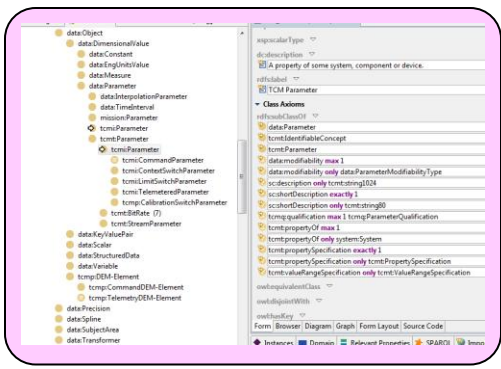 data:Object
data:DimensionalValue
data:Constant
data:EngUnitsValue
data:Measure
data:Parameter
data:InterpolationParameter
data:TimeInterval
mission:Parameter
tcmi:Parameter
tcmt:Parameter
tcmi:Parameter
tcmi:CommandParameter
tcmi:ContextSwitchParameter
tcmi:LimitSwitchParameter
tcmi:TelemeteredParameter
tcmp:CalibrationSwitchParameter
tcmt:BitRate (7)
tcmt:StreamParameter
data:KeyValuePair
data:Scalar
data:StructuredData
data:Variable
tcmp:DEM-Element
tcmp:CommandDEM-Element
tcmp:TelemetryDEM-Element
data:Precision
data:Spline
data:SubjectArea
data:Transformer
xsp:scalarType
dc:description
A property of some system, component or device.
rdfs:label
TCM Parameter
Class Axioms
rdfs:subClassOf
data:Parameter
tcmt:IdentifiableConcept
tcmt:Parameter
data:modifiability max 1
data:modifiability only data:ParameterModifiabilityType
sc:description only tcmt:string1024
sc:shortDescription exactly 1
sc:shortDescription only tcmt:string80
tcmq:qualification max 1 tcmq:ParameterQualification
tcmt:propertyOf max 1
tcmt:propertyOf only system:System
tcmt:propertySpecification exactly 1
tcmt:propertySpecification only tcmt:PropertySpecification
tcmt:valueRangeSpecification only tcmt:ValueRangeSpecification
owl:equivalentClass
owl:disjointWith
owl:hasKey
Form Browser Diagram Graph Form Layout Source Code
Instances Domain Relevant Properties SPARQL